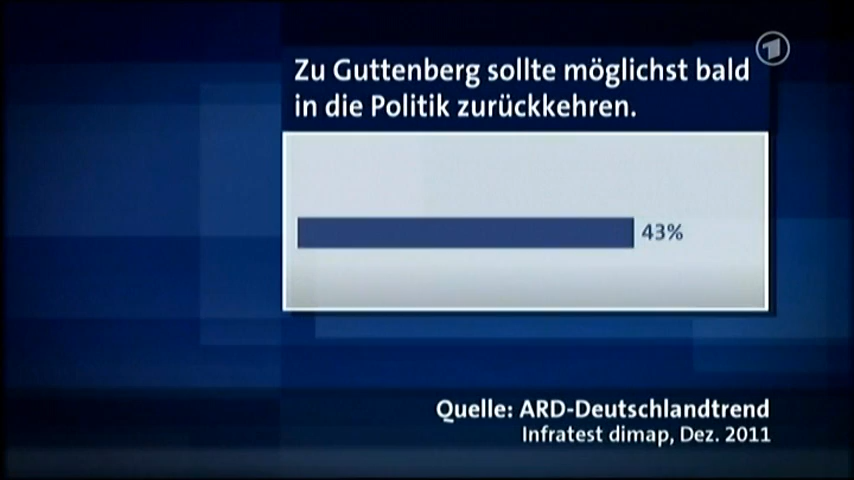 Zu Guttenberg sollte möglichst bald
in die Politik zurückkehren.
43%
Quelle: ARD-Deutschlandtrend
Infratest dimap, Dez. 2011